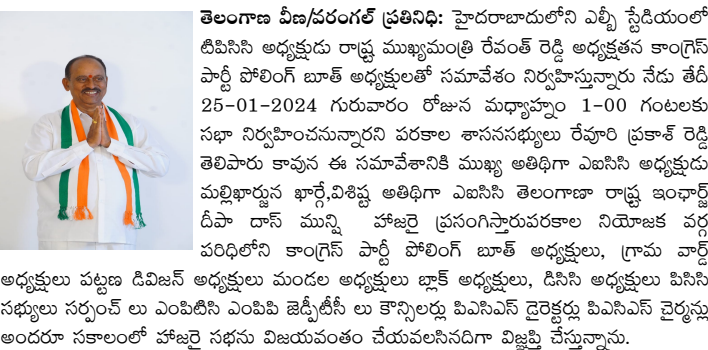 తెలంగాణ వీణ/వరంగల్ ప్రతినిధి: హైదరాబాదులోని ఎల్బీ స్టేడియంలో
టిపిసిసి అధ్యక్షుడు రాష్ట్ర ముఖ్యమంత్రి రేవంత్ రెడ్డి అధ్యక్షతన కాంగ్రెస్
పార్టీ పోలింగ్ బూత్ అధ్యక్షులతో సమావేశం నిర్వహిస్తున్నారు నేడు తేదీ
25-01-2024 గురువారం రోజున మధ్యాహ్నం 1-00 గంటలకు
సభా నిర్వహించనున్నారని పరకాల శాసనసభ్యులు రేవూరి ప్రకాశ్ రెడ్డి
తెలిపారు కావున ఈ సమావేశానికి ముఖ్య అతిథిగా ఎఐసిసి అధ్యక్షుడు
మల్లిఖార్జున ఖార్గే,విశిష్ట అతిథిగా ఎఐసిసి తెలంగాణా రాష్ట్ర ఇంఛార్జ్
దీపా దాస్ మున్షి హాజరై ప్రసంగిస్తారుపరకాల నియోజక వర్గ
పరిధిలోని కాంగ్రెస్ పార్టీ పోలింగ్ బూత్ అధ్యక్షులు, గ్రామ వార్డ్
అధ్యక్షులు పట్టణ డివిజన్ అధ్యక్షులు మండల అధ్యక్షులు బ్లాక్ అధ్యక్షులు, డిసిసి అధ్యక్షులు పిసిసి
సభ్యులు సర్పంచ్ లు ఎంపిటిసి ఎంపిపి జెడ్పీటీసీ లు కౌన్సిలర్లు పిఎసిఎస్ డైరెక్టర్లు పిఎసిఎస్ చైర్మన్లు
అందరూ సకాలంలో హాజరై సభను విజయవంతం చేయవలసినదిగా విజ్ఞప్తి చేస్తున్నాను.